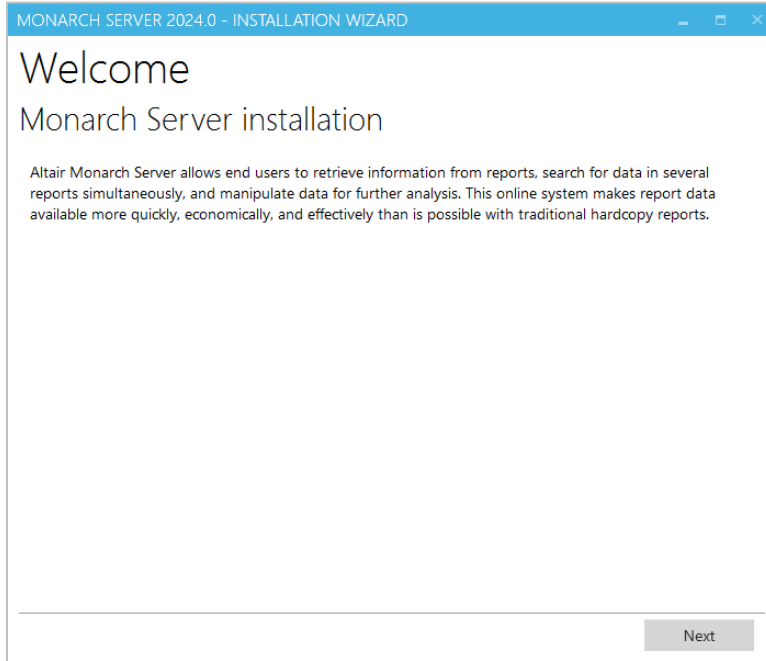 MONARCH SERVER 2024.0 - INSTALLATION WIZARD
Welcome
Monarch Server installation
Altair Monarch Server allows end users to retrieve information from reports, search for data in several
reports simultaneously, and manipulate data for further analysis. This online system makes report data
available more quickly, economically, and effectively than is possible with traditional hardcopy reports.
Next